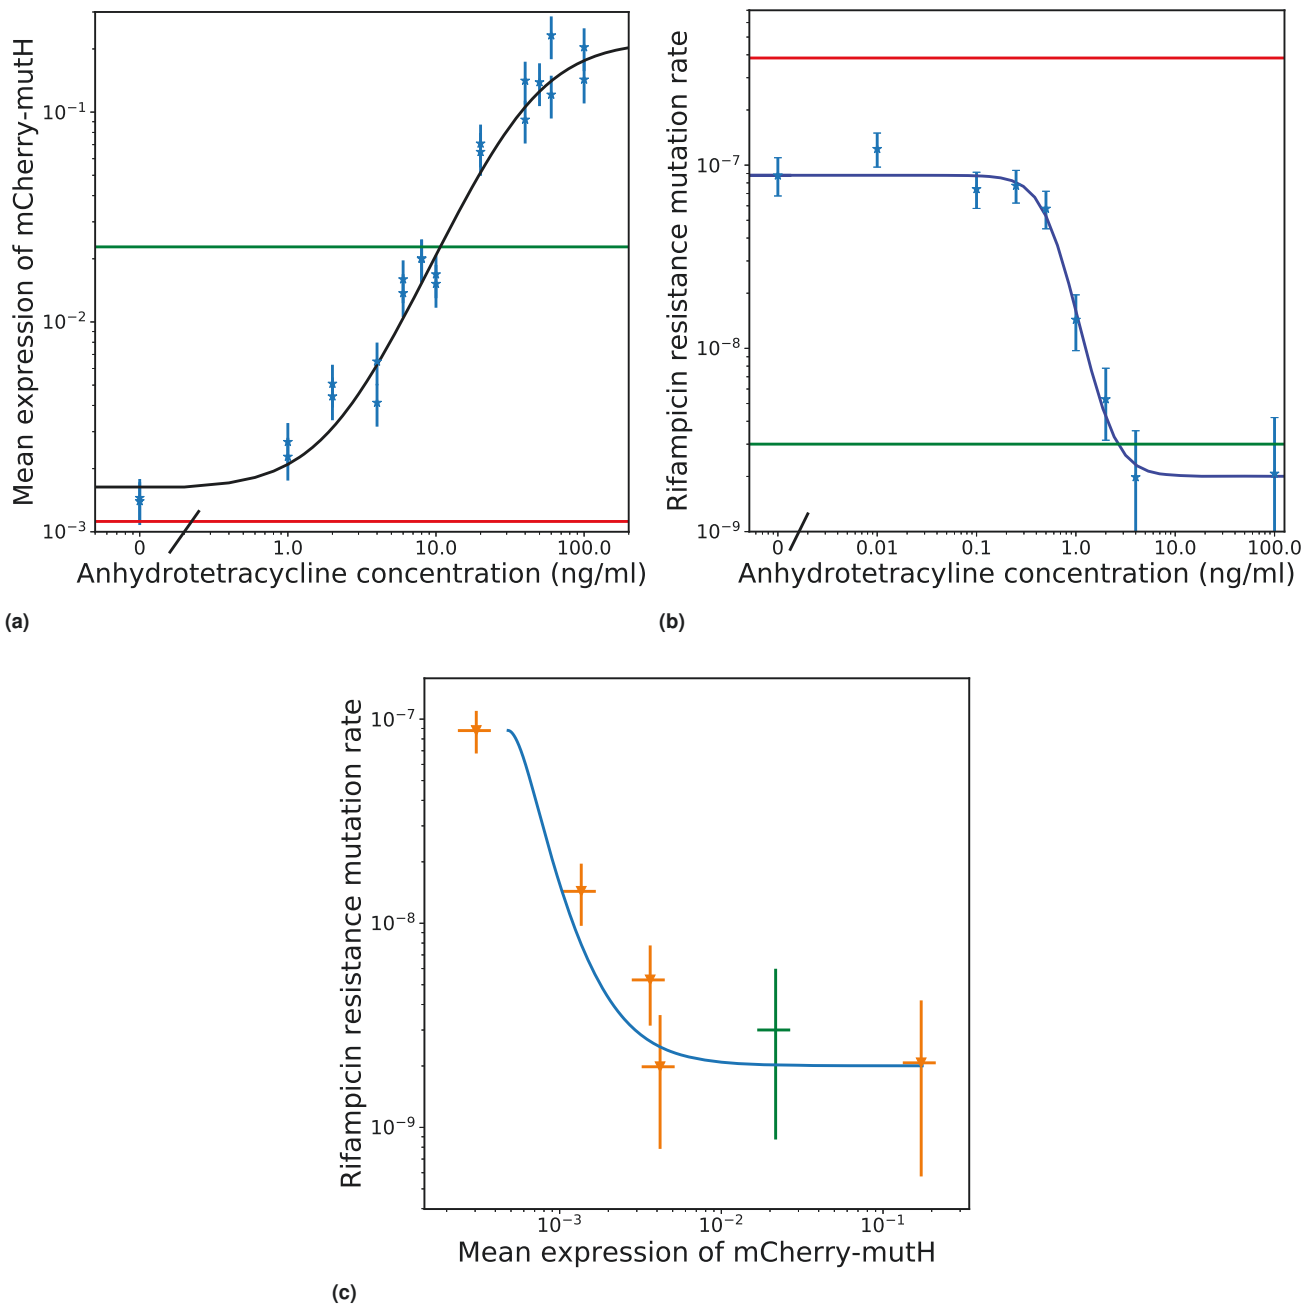 Mean expression of mCherry-mutH
10⁻¹
10⁻²
10⁻³
0 1.0 10.0 100.0
Anhydrotetracycline concentration (ng/ml)
(a)
Rifampicin resistance mutation rate
10⁻⁷
10⁻⁸
10⁻⁹
0 0.01 0.1 1.0 10.0 100.0
Anhydrotetracyline concentration (ng/ml)
(b)
Rifampicin resistance mutation rate
10⁻⁷
10⁻⁸
10⁻⁹
10⁻³ 10⁻² 10⁻¹
Mean expression of mCherry-mutH
(c)